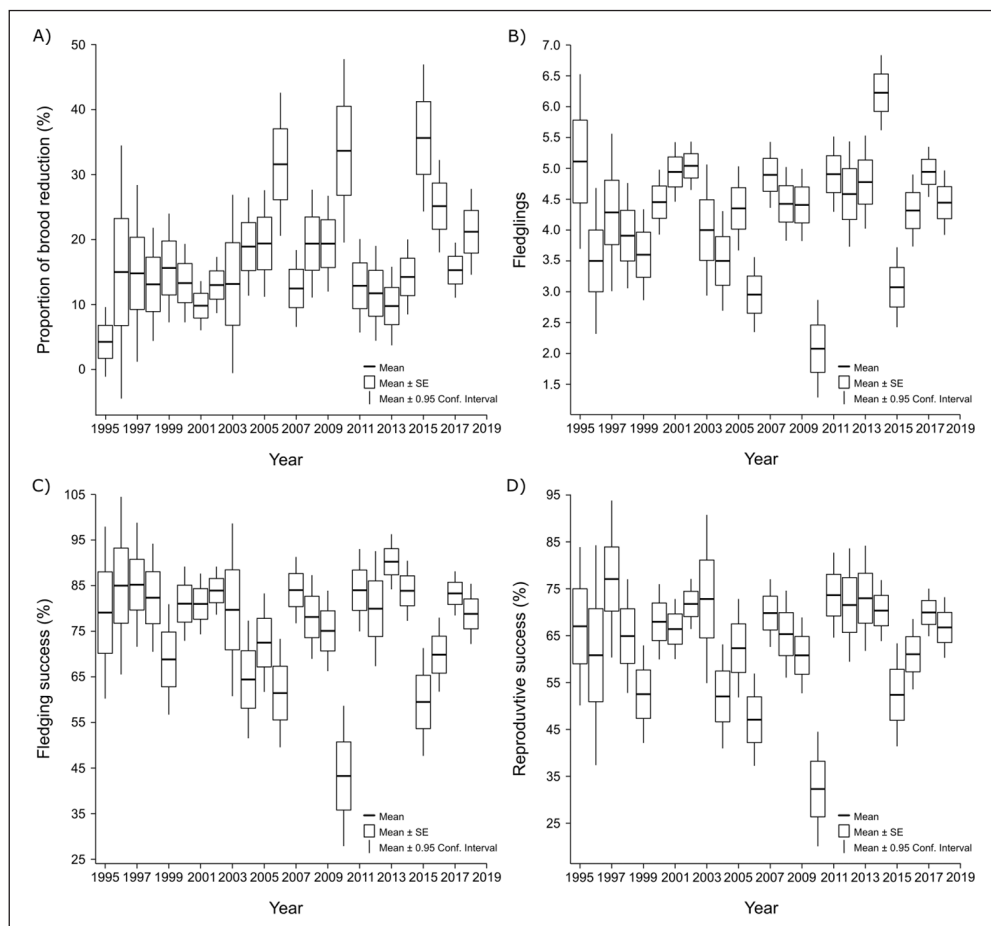 A)
Proportion of brood reduction (%)
50
40
30
20
10
0
Mean
Mean ± SE
Mean ± 0.95 Conf. Interval
1995 1997 1999 2001 2003 2005 2007 2009 2011 2013 2015 2017 2019
Year
B)
Fledglings
7.0
6.5
6.0
5.5
5.0
4.5
4.0
3.5
3.0
2.5
2.0
1.5
Mean
Mean ± SE
Mean ± 0.95 Conf. Interval
1995 1997 1999 2001 2003 2005 2007 2009 2011 2013 2015 2017 2019
Year
C)
Fledging success (%)
105
95
85
75
65
55
45
35
25
Mean
Mean ± SE
Mean ± 0.95 Conf. Interval
1995 1997 1999 2001 2003 2005 2007 2009 2011 2013 2015 2017 2019
Year
D)
Reproduvtive success (%)
95
85
75
65
55
45
35
25
Mean
Mean ± SE
Mean ± 0.95 Conf. Interval
1995 1997 1999 2001 2003 2005 2007 2009 2011 2013 2015 2017 2019
Year